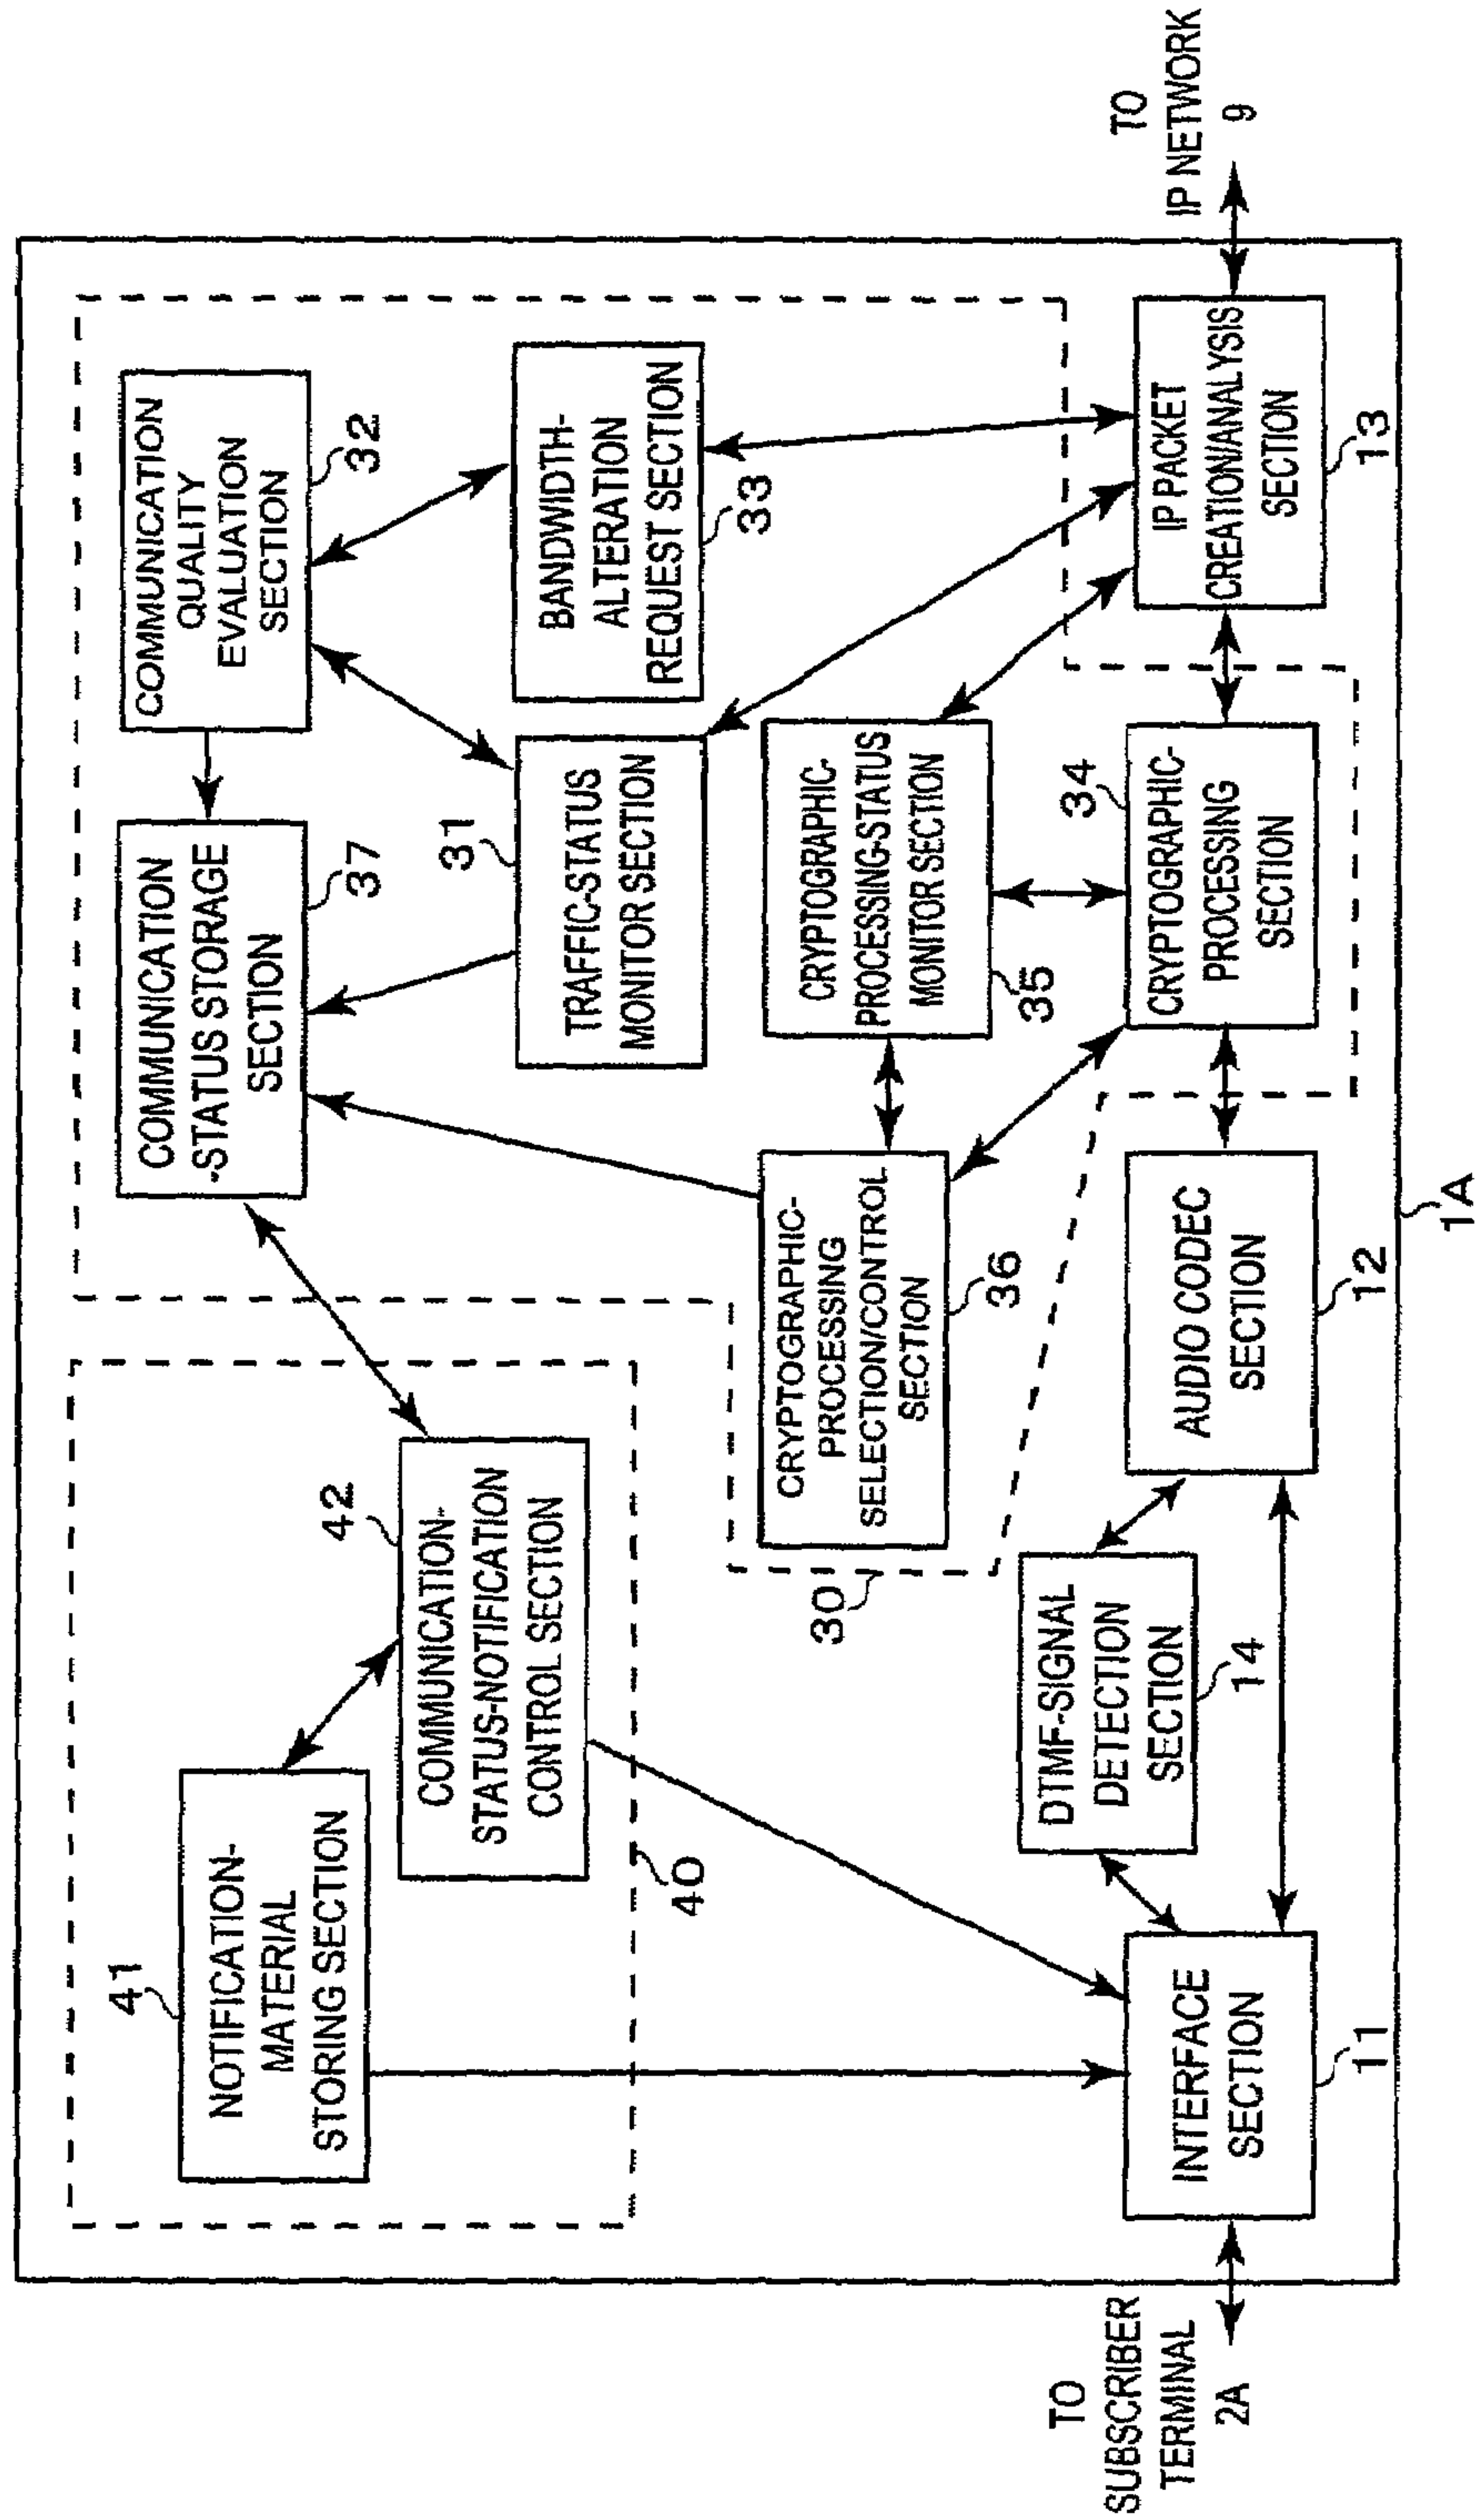 41
NOTIFICATION-
MATERIAL
STORING SECTION
42
COMMUNICATION-
STATUS-NOTIFICATION
CONTROL SECTION
40
COMMUNICATION
-STATUS STORAGE
SECTION
37
COMMUNICATION
QUALITY
EVALUATION
SECTION
32
31
TRAFFIC-STATUS
MONITOR SECTION
BANDWIDTH-
ALTERATION
REQUEST SECTION
33
30
CRYPTOGRAPHIC-
PROCESSING
SELECTION/CONTROL
SECTION
36
CRYPTOGRAPHIC-
PROCESSING-STATUS
MONITOR SECTION
35
34
CRYPTOGRAPHIC-
PROCESSING
SECTION
DTMF-SIGNAL
DETECTION
SECTION
14
TO
SUBSCRIBER
TERMINAL
2A
INTERFACE
SECTION
11
AUDIO CODEC
SECTION
12
IP PACKET
CREATION/ANALYSIS
SECTION
13
TO
IP NETWORK
9
1A